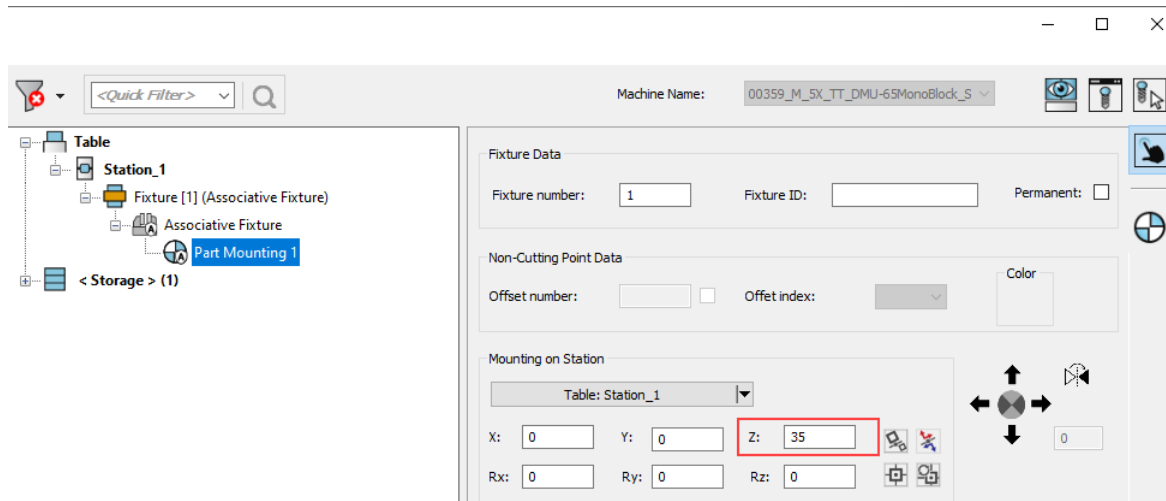 <Quick Filter>
Machine Name: 00359_M_5X_TT_DMU-65MonoBlock_S
Table
Station_1
Fixture [1] (Associative Fixture)
Associative Fixture
Part Mounting 1
< Storage > (1)
Fixture Data
Fixture number: 1 Fixture ID: Permanent:
Non-Cutting Point Data
Color
Offset number: Offet index:
Mounting on Station
Table: Station_1
X: 0 Y: 0 Z: 35
0
Rx: 0 Ry: 0 Rz: 0